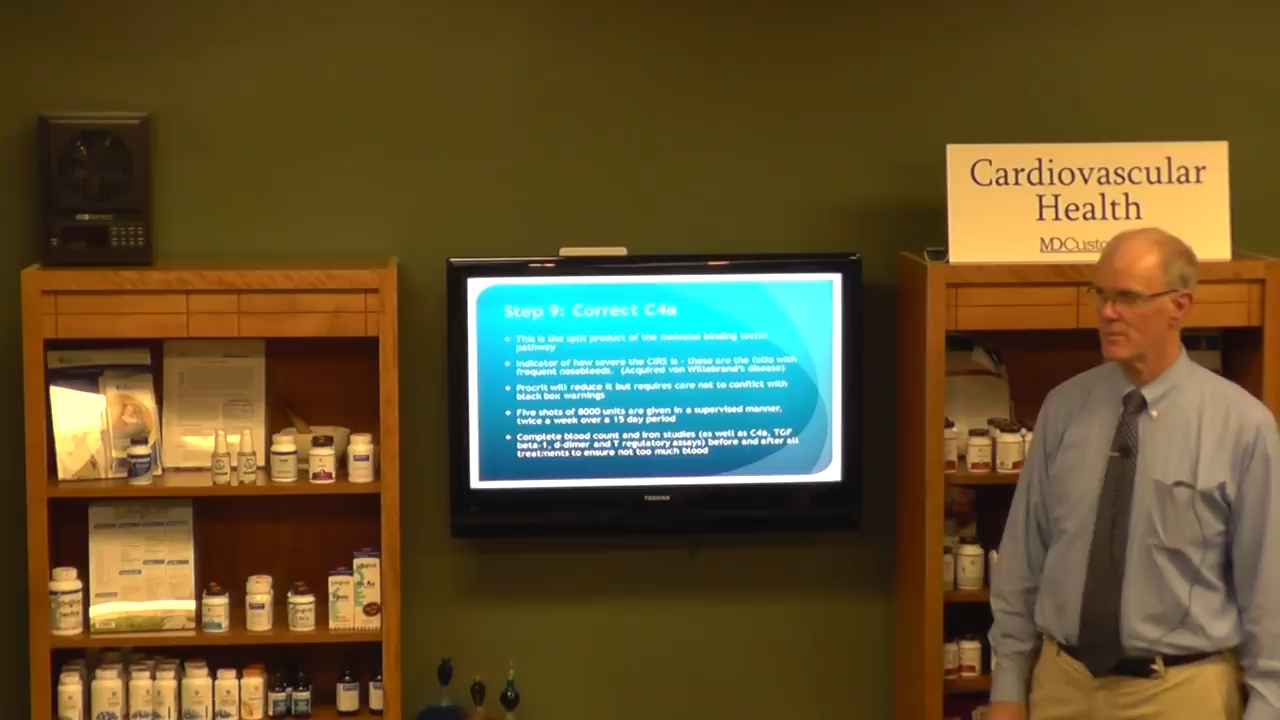 Cardiovascular
Health
MDCusto
Step 9: Correct C4a
This is the split product of the mannose binding lectin
pathway
Indicator of how severe the CIRS is - these are the folks with
frequent nosebleeds. (Acquired von Willebrand's disease)
Procrit will reduce it but requires care not to conflict with
black box warnings
Five shots of 8000 units are given in a supervised manner,
twice a week over a 15 day period
Complete blood count and iron studies (as well as C4a, TGF
beta-1, d-dimer and T regulatory assays) before and after all
treatments to ensure not too much blood
TOSHIBA